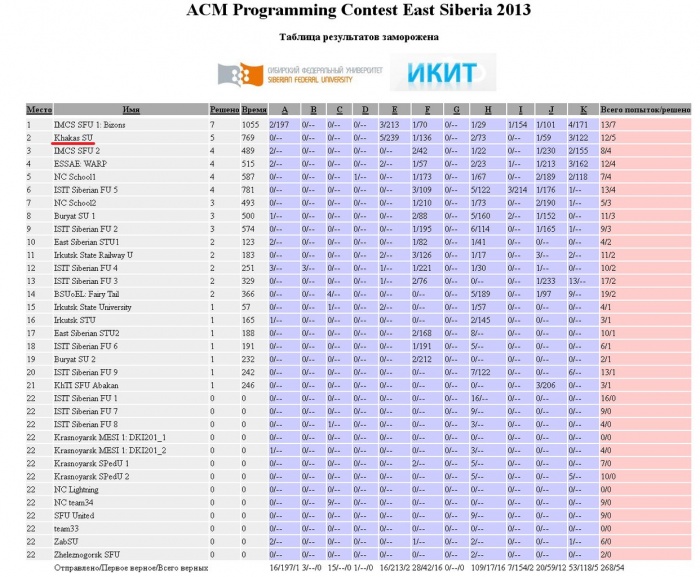 ACM Programming Contest East Siberia 2013
Таблица результатов заморожена
СИБИРСКИЙ ФЕДЕРАЛЬНЫЙ УНИВЕРСИТЕТ
SIBERIAN FEDERAL UNIVERSITY
ИКИТ
Место Имя Решено Время A B C D E F G H I J K Всего попыток/решено
1 IMCS SFU 1: Bizons 7 1055 2/197 0/-- 0/-- 0/-- 3/213 1/70 0/-- 1/29 1/154 1/101 4/171 13/7
2 Khakas SU 5 769 0/-- 0/-- 0/-- 0/-- 5/239 1/136 0/-- 2/73 0/-- 1/59 3/122 12/5
3 IMCS SFU 2 4 489 2/-- 0/-- 0/-- 0/-- 0/-- 2/42 0/-- 1/22 0/-- 1/230 2/155 8/4
4 ESSAE: WARP 4 515 2/-- 0/-- 0/-- 0/-- 2/-- 1/57 0/-- 2/23 1/-- 1/213 3/162 12/4
5 NC School1 4 587 0/-- 0/-- 0/-- 1/-- 0/-- 1/173 0/-- 1/67 0/-- 2/189 2/118 7/4
6 ISIT Siberian FU 5 4 781 0/-- 0/-- 0/-- 0/-- 0/-- 3/109 0/-- 5/122 3/214 1/176 1/-- 13/4
7 NC School2 3 493 0/-- 0/-- 0/-- 0/-- 0/-- 1/210 0/-- 1/73 0/-- 2/190 1/-- 5/3
8 Buryat SU 1 3 500 1/-- 0/-- 0/-- 0/-- 0/-- 2/88 0/-- 5/160 2/-- 1/152 0/-- 11/3
9 ISIT Siberian FU 2 3 574 0/-- 0/-- 0/-- 0/-- 0/-- 1/195 0/-- 6/114 0/-- 1/165 1/-- 9/3
10 East Siberian STU1 2 123 0/-- 0/-- 0/-- 0/-- 0/-- 1/82 0/-- 1/41 0/-- 0/-- 2/-- 4/2
11 Irkutsk State Railway U 2 183 0/-- 0/-- 0/-- 0/-- 2/-- 3/126 0/-- 1/17 0/-- 3/-- 2/-- 11/2
12 ISIT Siberian FU 4 2 251 3/-- 3/-- 0/-- 0/-- 1/-- 1/221 0/-- 1/30 0/-- 1/-- 0/-- 10/2
13 ISIT Siberian FU 3 2 329 0/-- 0/-- 0/-- 0/-- 1/-- 2/76 0/-- 0/-- 0/-- 1/233 13/-- 17/2
14 BSUoEL: Fairy Tail 2 366 0/-- 0/-- 4/-- 0/-- 0/-- 0/-- 0/-- 5/189 0/-- 1/97 9/-- 19/2
15 Irkutsk State University 1 57 0/-- 0/-- 1/-- 0/-- 2/-- 0/-- 0/-- 1/57 0/-- 0/-- 0/-- 4/1
16 Irkutsk STU 1 165 1/-- 0/-- 0/-- 0/-- 0/-- 0/-- 0/-- 2/145 0/-- 0/-- 0/-- 3/1
17 East Siberian STU2 1 188 0/-- 0/-- 0/-- 0/-- 0/-- 2/168 0/-- 8/-- 0/-- 0/-- 0/-- 10/1
18 ISIT Siberian FU 6 1 191 0/-- 0/-- 0/-- 0/-- 0/-- 1/191 0/-- 5/-- 0/-- 0/-- 0/-- 6/1
19 Buryat SU 2 1 232 0/-- 0/-- 0/-- 0/-- 0/-- 2/212 0/-- 0/-- 0/-- 0/-- 0/-- 2/1
20 ISIT Siberian FU 9 1 242 0/-- 0/-- 0/-- 0/-- 0/-- 0/-- 0/-- 7/122 0/-- 0/-- 6/-- 13/1
21 KhTI SFU Abakan 1 246 0/-- 0/-- 0/-- 0/-- 0/-- 0/-- 0/-- 0/-- 0/-- 3/206 0/-- 3/1
22 ISIT Siberian FU 1 0 0 0/-- 0/-- 0/-- 0/-- 0/-- 0/-- 0/-- 16/-- 0/-- 0/-- 0/-- 16/0
22 ISIT Siberian FU 7 0 0 0/-- 0/-- 0/-- 0/-- 0/-- 0/-- 0/-- 9/-- 0/-- 0/-- 0/-- 9/0
22 ISIT Siberian FU 8 0 0 0/-- 0/-- 1/-- 0/-- 0/-- 0/-- 0/-- 3/-- 0/-- 0/-- 0/-- 4/0
22 Krasnoyarsk MESI 1: DKI201_1 0 0 0/-- 0/-- 0/-- 0/-- 0/-- 0/-- 0/-- 0/-- 0/-- 0/-- 0/-- 0/0
22 Krasnoyarsk MESI 1: DKI201_2 0 0 1/-- 0/-- 0/-- 0/-- 0/-- 0/-- 0/-- 3/-- 0/-- 0/-- 0/-- 4/0
22 Krasnoyarsk SPedU 1 0 0 0/-- 0/-- 0/-- 0/-- 0/-- 2/-- 0/-- 5/-- 0/-- 0/-- 0/-- 7/0
22 Krasnoyarsk SPedU 2 0 0 0/-- 0/-- 0/-- 0/-- 0/-- 0/-- 0/-- 5/-- 0/-- 0/-- 5/-- 10/0
22 NC Lightning 0 0 0/-- 0/-- 0/-- 0/-- 0/-- 0/-- 0/-- 0/-- 0/-- 0/-- 0/-- 0/0
22 NC team34 0 0 0/-- 0/-- 9/-- 0/-- 0/-- 0/-- 0/-- 0/-- 0/-- 0/-- 0/-- 9/0
22 SFU United 0 0 0/-- 0/-- 0/-- 0/-- 0/-- 0/-- 0/-- 9/-- 0/-- 0/-- 0/-- 9/0
22 team33 0 0 0/-- 0/-- 0/-- 0/-- 0/-- 0/-- 0/-- 0/-- 0/-- 0/-- 0/-- 0/0
22 ZabSU 0 0 2/-- 0/-- 0/-- 0/-- 0/-- 1/-- 0/-- 2/-- 0/-- 0/-- 1/-- 6/0
22 Zheleznogorsk SFU 0 0 2/-- 0/-- 0/-- 0/-- 0/-- 0/-- 0/-- 0/-- 0/-- 0/-- 0/-- 2/0
Отправлено/Первое верное/Всего верных 16/197/1 3/--/0 15/--/0 1/--/0 16/213/2 28/42/16 0/--/0 109/17/16 7/154/2 20/59/12 53/118/5 268/54